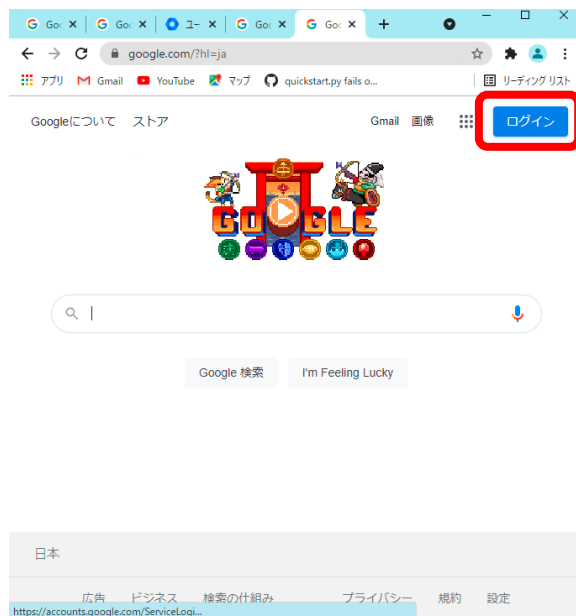 Goo Goo ユー Goo Goo
google.com/?hl=ja
アプリ Gmail YouTube マップ quickstart.py fails o... リーディング リスト
Googleについて ストア Gmail 画像 ログイン
GOOGLE
Google 検索 I'm Feeling Lucky
日本
広告 ビジネス 検索の仕組み プライバシー 規約 設定
https://accounts.google.com/ServiceLogi...